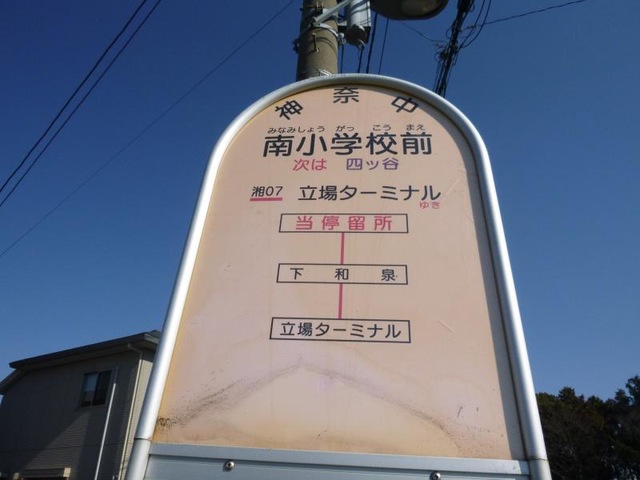 神奈中
みなみしょう がっ こう まえ
南小学校前
次は 四ッ谷
湘07 立場ターミナル
ゆき
当停留所
下和泉
立場ターミナル